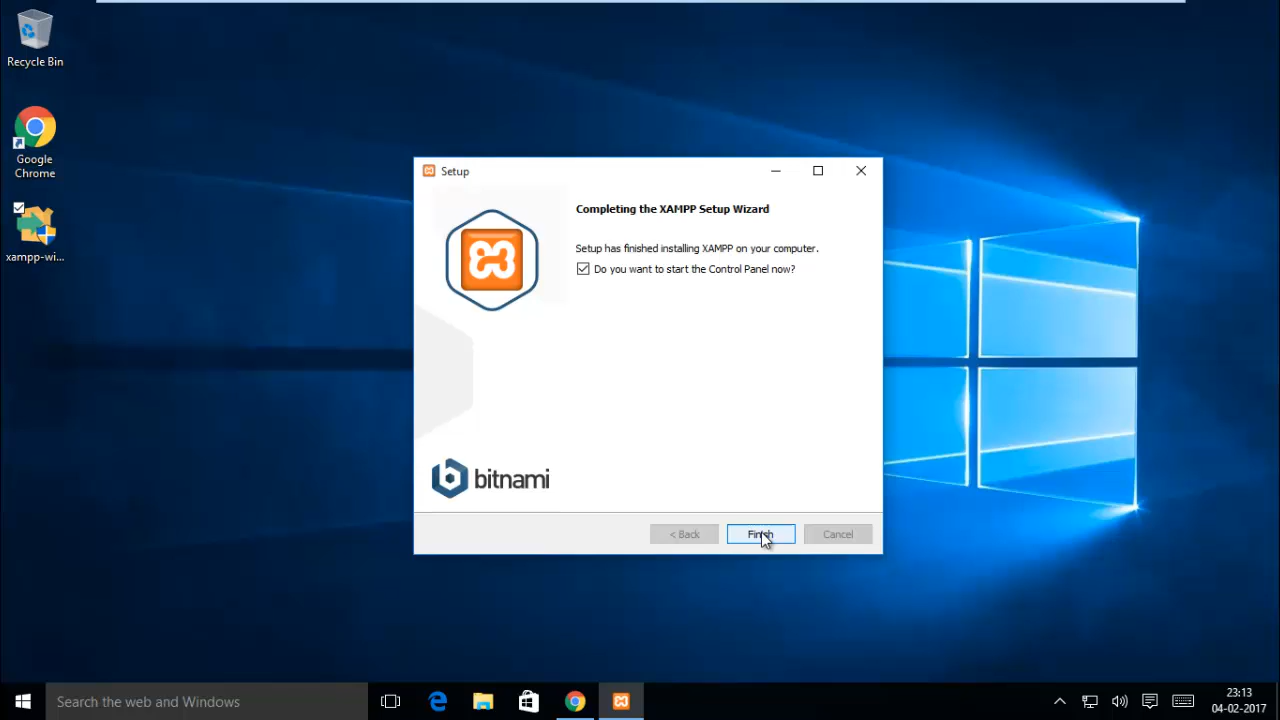 Recycle Bin
Google
Chrome
xampp-wi...
Setup
Completing the XAMPP Setup Wizard
Setup has finished installing XAMPP on your computer.
Do you want to start the Control Panel now?
bitnami
< Back
Finish
Cancel
Search the web and Windows
23:13
04-02-2017